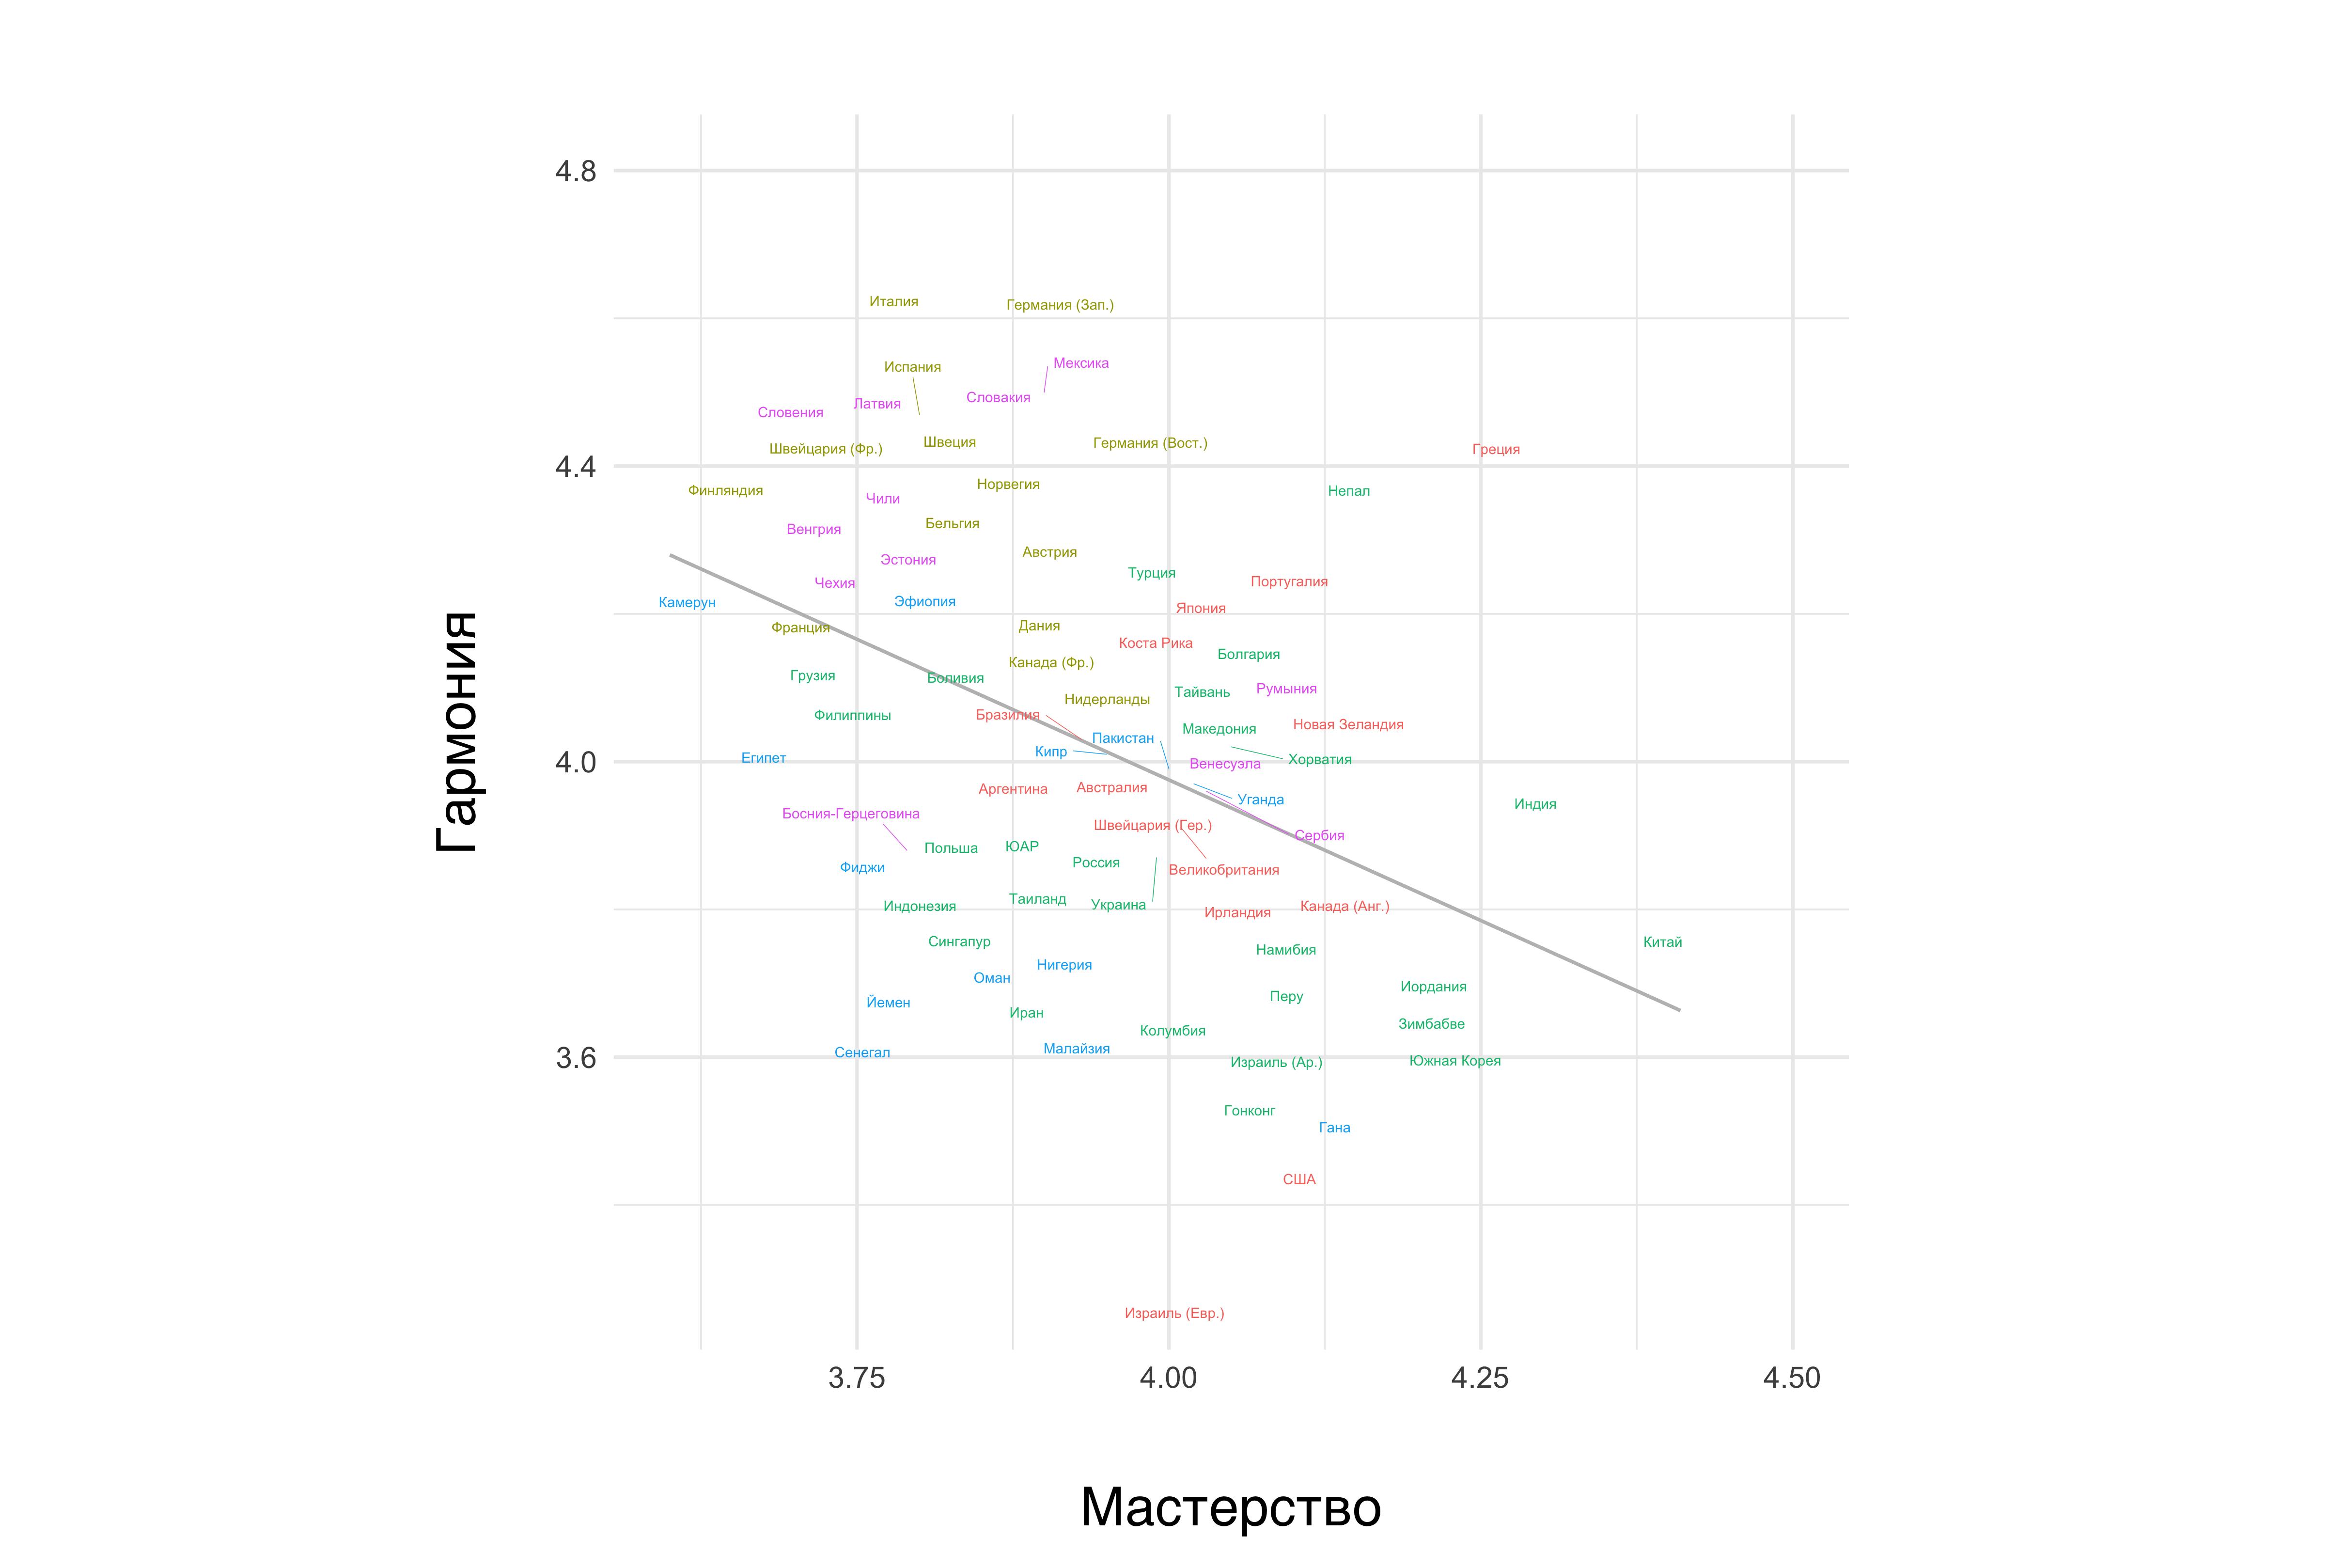 4.8
Италия
Германия (Зап.)
Мексика
Испания
Словакия
Латвия
Словения
Швеция
Германия (Вост.)
Швейцария (Фр.)
Греция
4.4
Норвегия
Финляндия
Непал
Чили
Бельгия
Венгрия
Австрия
Эстония
Турция
Чехия
Португалия
Эфиопия
Камерун
Япония
Франция
Дания
Коста Рика
Болгария
Канада (Фр.)
Грузия
Боливия
Румыния
Тайвань
Нидерланды
Филиппины
Бразилия
Новая Зеландия
Македония
Пакистан
Кипр
Египет
Хорватия
4.0
Венесуэла
Аргентина
Австралия
Уганда
Индия
Босния-Герцеговина
Швейцария (Гер.)
Сербия
Польша
ЮАР
Россия
Фиджи
Великобритания
Таиланд
Украина
Индонезия
Ирландия
Канада (Анг.)
Сингапур
Китай
Намибия
Нигерия
Оман
Иордания
Перу
Йемен
Иран
Зимбабве
Колумбия
Малайзия
Сенегал
3.6
Израиль (Ар.)
Южная Корея
Гонконг
Гана
США
Израиль (Евр.)
3.75
4.00
4.25
4.50
Гармония
Мастерство